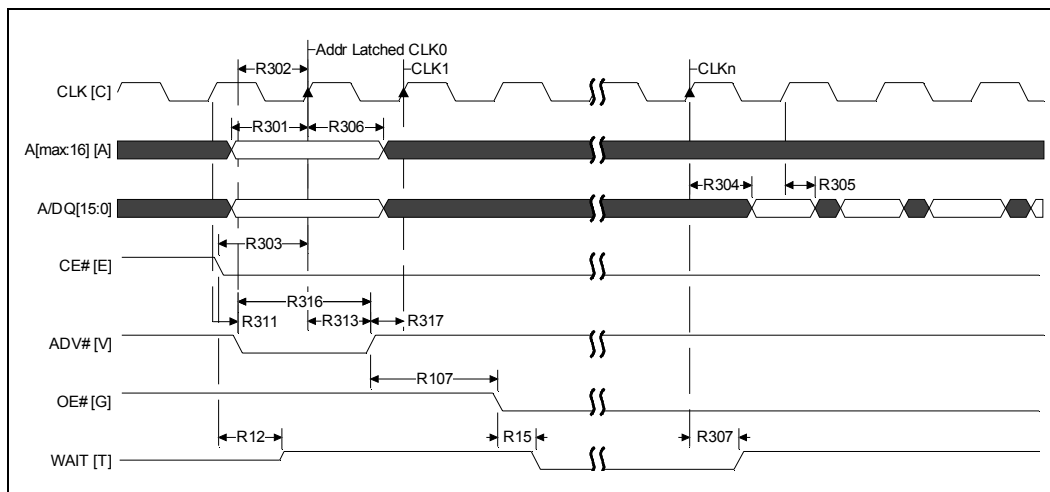 Addr Latched CLK0
R302
CLK1
CLKn
CLK [C]
R301
R306
A[max:16] [A]
R304
R305
A/DQ[15:0]
R303
CE# [E]
R316
R311
R313
R317
ADV# [V]
R107
OE# [G]
R12
R15
R307
WAIT [T]